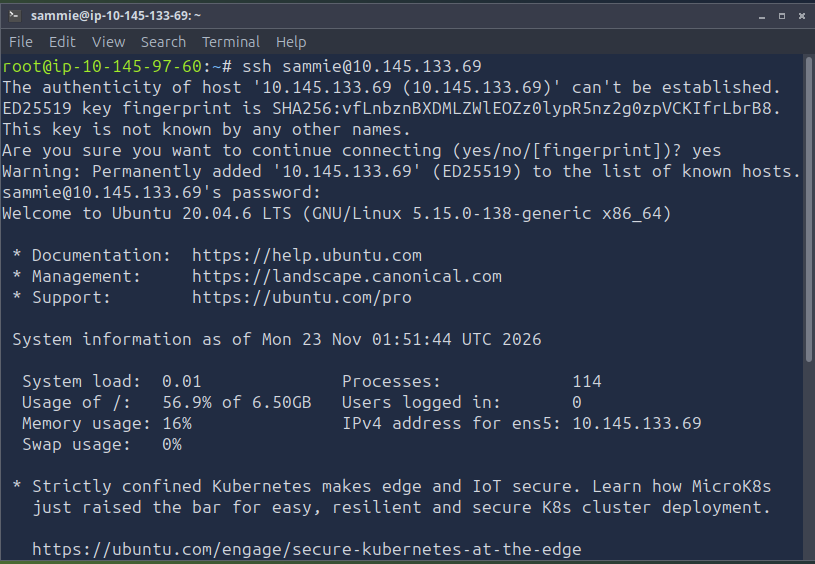 sammie@ip-10-145-133-69: ~
File Edit View Search Terminal Help
root@ip-10-145-97-60:~# ssh sammie@10.145.133.69
The authenticity of host '10.145.133.69 (10.145.133.69)' can't be established.
ED25519 key fingerprint is SHA256:vfLnbznBXDMLZWlEOZz0lypR5nz2g0zpVCKIfrLbrB8.
This key is not known by any other names.
Are you sure you want to continue connecting (yes/no/[fingerprint])? yes
Warning: Permanently added '10.145.133.69' (ED25519) to the list of known hosts.
sammie@10.145.133.69's password:
Welcome to Ubuntu 20.04.6 LTS (GNU/Linux 5.15.0-138-generic x86_64)

 * Documentation:  https://help.ubuntu.com
 * Management:     https://landscape.canonical.com
 * Support:        https://ubuntu.com/pro

 System information as of Mon 23 Nov 01:51:44 UTC 2026

  System load:  0.01              Processes:             114
  Usage of /:   56.9% of 6.50GB   Users logged in:       0
  Memory usage: 16%               IPv4 address for ens5: 10.145.133.69
  Swap usage:   0%

 * Strictly confined Kubernetes makes edge and IoT secure. Learn how MicroK8s
   just raised the bar for easy, resilient and secure K8s cluster deployment.

   https://ubuntu.com/engage/secure-kubernetes-at-the-edge